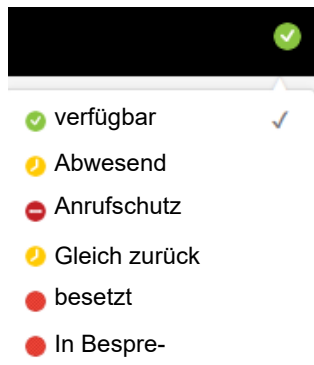 verfügbar
Abwesend
Anrufschutz
Gleich zurück
besetzt
In Bespre-